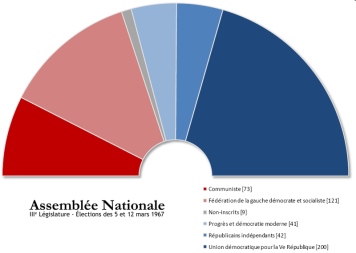 Assemblée Nationale
IIIe Législature - Élections des 5 et 12 mars 1967
Communiste [73]
Fédération de la gauche démocrate et socialiste [121]
Non-Inscrits [9]
Progrès et démocratie moderne [41]
Républicains indépendants [42]
Union démocratique pour la Ve République [200]